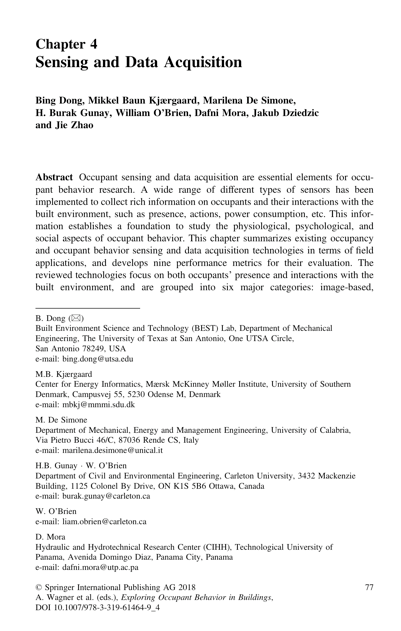 Chapter 4
Sensing and Data Acquisition
Bing Dong, Mikkel Baun Kjærgaard, Marilena De Simone,
H. Burak Gunay, William O'Brien, Dafni Mora, Jakub Dziedzic
and Jie Zhao
Abstract Occupant sensing and data acquisition are essential elements for occu-
pant behavior research. A wide range of different types of sensors has been
implemented to collect rich information on occupants and their interactions with the
built environment, such as presence, actions, power consumption, etc. This infor-
mation establishes a foundation to study the physiological, psychological, and
social aspects of occupant behavior. This chapter summarizes existing occupancy
and occupant behavior sensing and data acquisition technologies in terms of field
applications, and develops nine performance metrics for their evaluation. The
reviewed technologies focus on both occupants' presence and interactions with the
built environment, and are grouped into six major categories: image-based,
B. Dong (✉)
Built Environment Science and Technology (BEST) Lab, Department of Mechanical
Engineering, The University of Texas at San Antonio, One UTSA Circle,
San Antonio 78249, USA
e-mail: bing.dong@utsa.edu
M.B. Kjærgaard
Center for Energy Informatics, Mærsk McKinney Møller Institute, University of Southern
Denmark, Campusvej 55, 5230 Odense M, Denmark
e-mail: mbkj@mmmi.sdu.dk
M. De Simone
Department of Mechanical, Energy and Management Engineering, University of Calabria,
Via Pietro Bucci 46/C, 87036 Rende CS, Italy
e-mail: marilena.desimone@unical.it
H.B. Gunay · W. O'Brien
Department of Civil and Environmental Engineering, Carleton University, 3432 Mackenzie
Building, 1125 Colonel By Drive, ON K1S 5B6 Ottawa, Canada
e-mail: burak.gunay@carleton.ca
W. O'Brien
e-mail: liam.obrien@carleton.ca
D. Mora
Hydraulic and Hydrotechnical Research Center (CIHH), Technological University of
Panama, Avenida Domingo Diaz, Panama City, Panama
e-mail: dafni.mora@utp.ac.pa
© Springer International Publishing AG 2018 77
A. Wagner et al. (eds.), Exploring Occupant Behavior in Buildings,
DOI 10.1007/978-3-319-61464-9_4